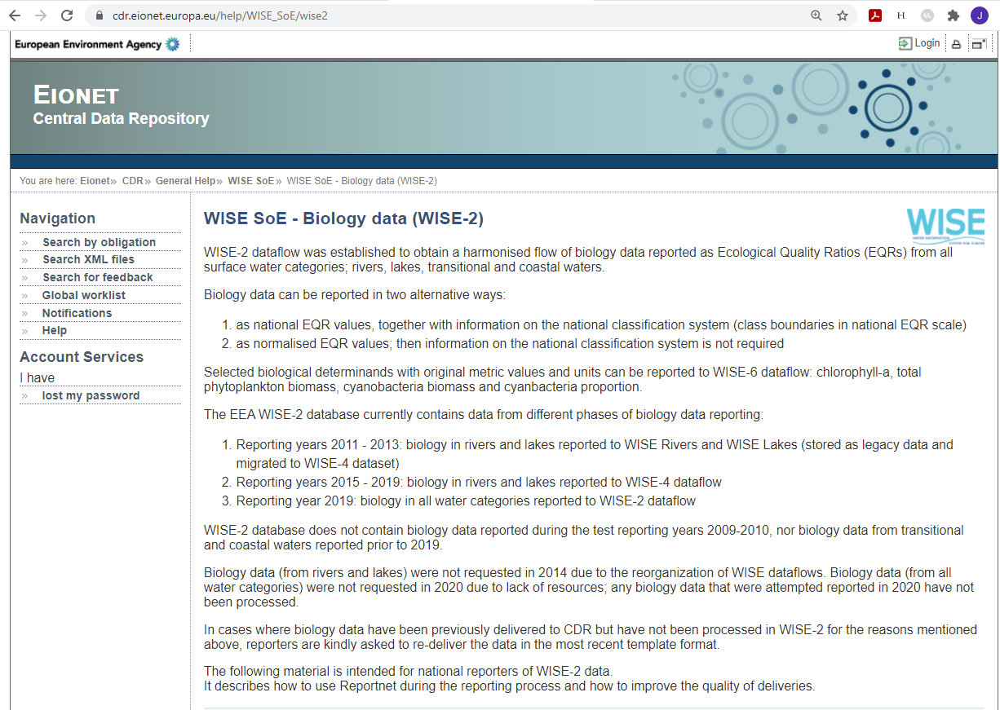 cdr.eionet.europa.eu/help/WISE_SoE/wise2
H
UL
J
European Environment Agency
Login
EIONET
Central Data Repository
You are here: Eionet» CDR» General Help» WISE SoE» WISE SoE - Biology data (WISE-2)
Navigation
» Search by obligation
» Search XML files
» Search for feedback
» Global worklist
» Notifications
» Help
Account Services
I have
» lost my password
WISE SoE - Biology data (WISE-2)
WISE
WISE-2 dataflow was established to obtain a harmonised flow of biology data reported as Ecological Quality Ratios (EQRs) from all
surface water categories; rivers, lakes, transitional and coastal waters.
Biology data can be reported in two alternative ways:
1. as national EQR values, together with information on the national classification system (class boundaries in national EQR scale)
2. as normalised EQR values; then information on the national classification system is not required
Selected biological determinands with original metric values and units can be reported to WISE-6 dataflow: chlorophyll-a, total
phytoplankton biomass, cyanobacteria biomass and cyanbacteria proportion.
The EEA WISE-2 database currently contains data from different phases of biology data reporting:
1. Reporting years 2011 - 2013: biology in rivers and lakes reported to WISE Rivers and WISE Lakes (stored as legacy data and
migrated to WISE-4 dataset)
2. Reporting years 2015 - 2019: biology in rivers and lakes reported to WISE-4 dataflow
3. Reporting year 2019: biology in all water categories reported to WISE-2 dataflow
WISE-2 database does not contain biology data reported during the test reporting years 2009-2010, nor biology data from transitional
and coastal waters reported prior to 2019.
Biology data (from rivers and lakes) were not requested in 2014 due to the reorganization of WISE dataflows. Biology data (from all
water categories) were not requested in 2020 due to lack of resources; any biology data that were attempted reported in 2020 have not
been processed.
In cases where biology data have been previously delivered to CDR but have not been processed in WISE-2 for the reasons mentioned
above, reporters are kindly asked to re-deliver the data in the most recent template format.
The following material is intended for national reporters of WISE-2 data.
It describes how to use Reportnet during the reporting process and how to improve the quality of deliveries.